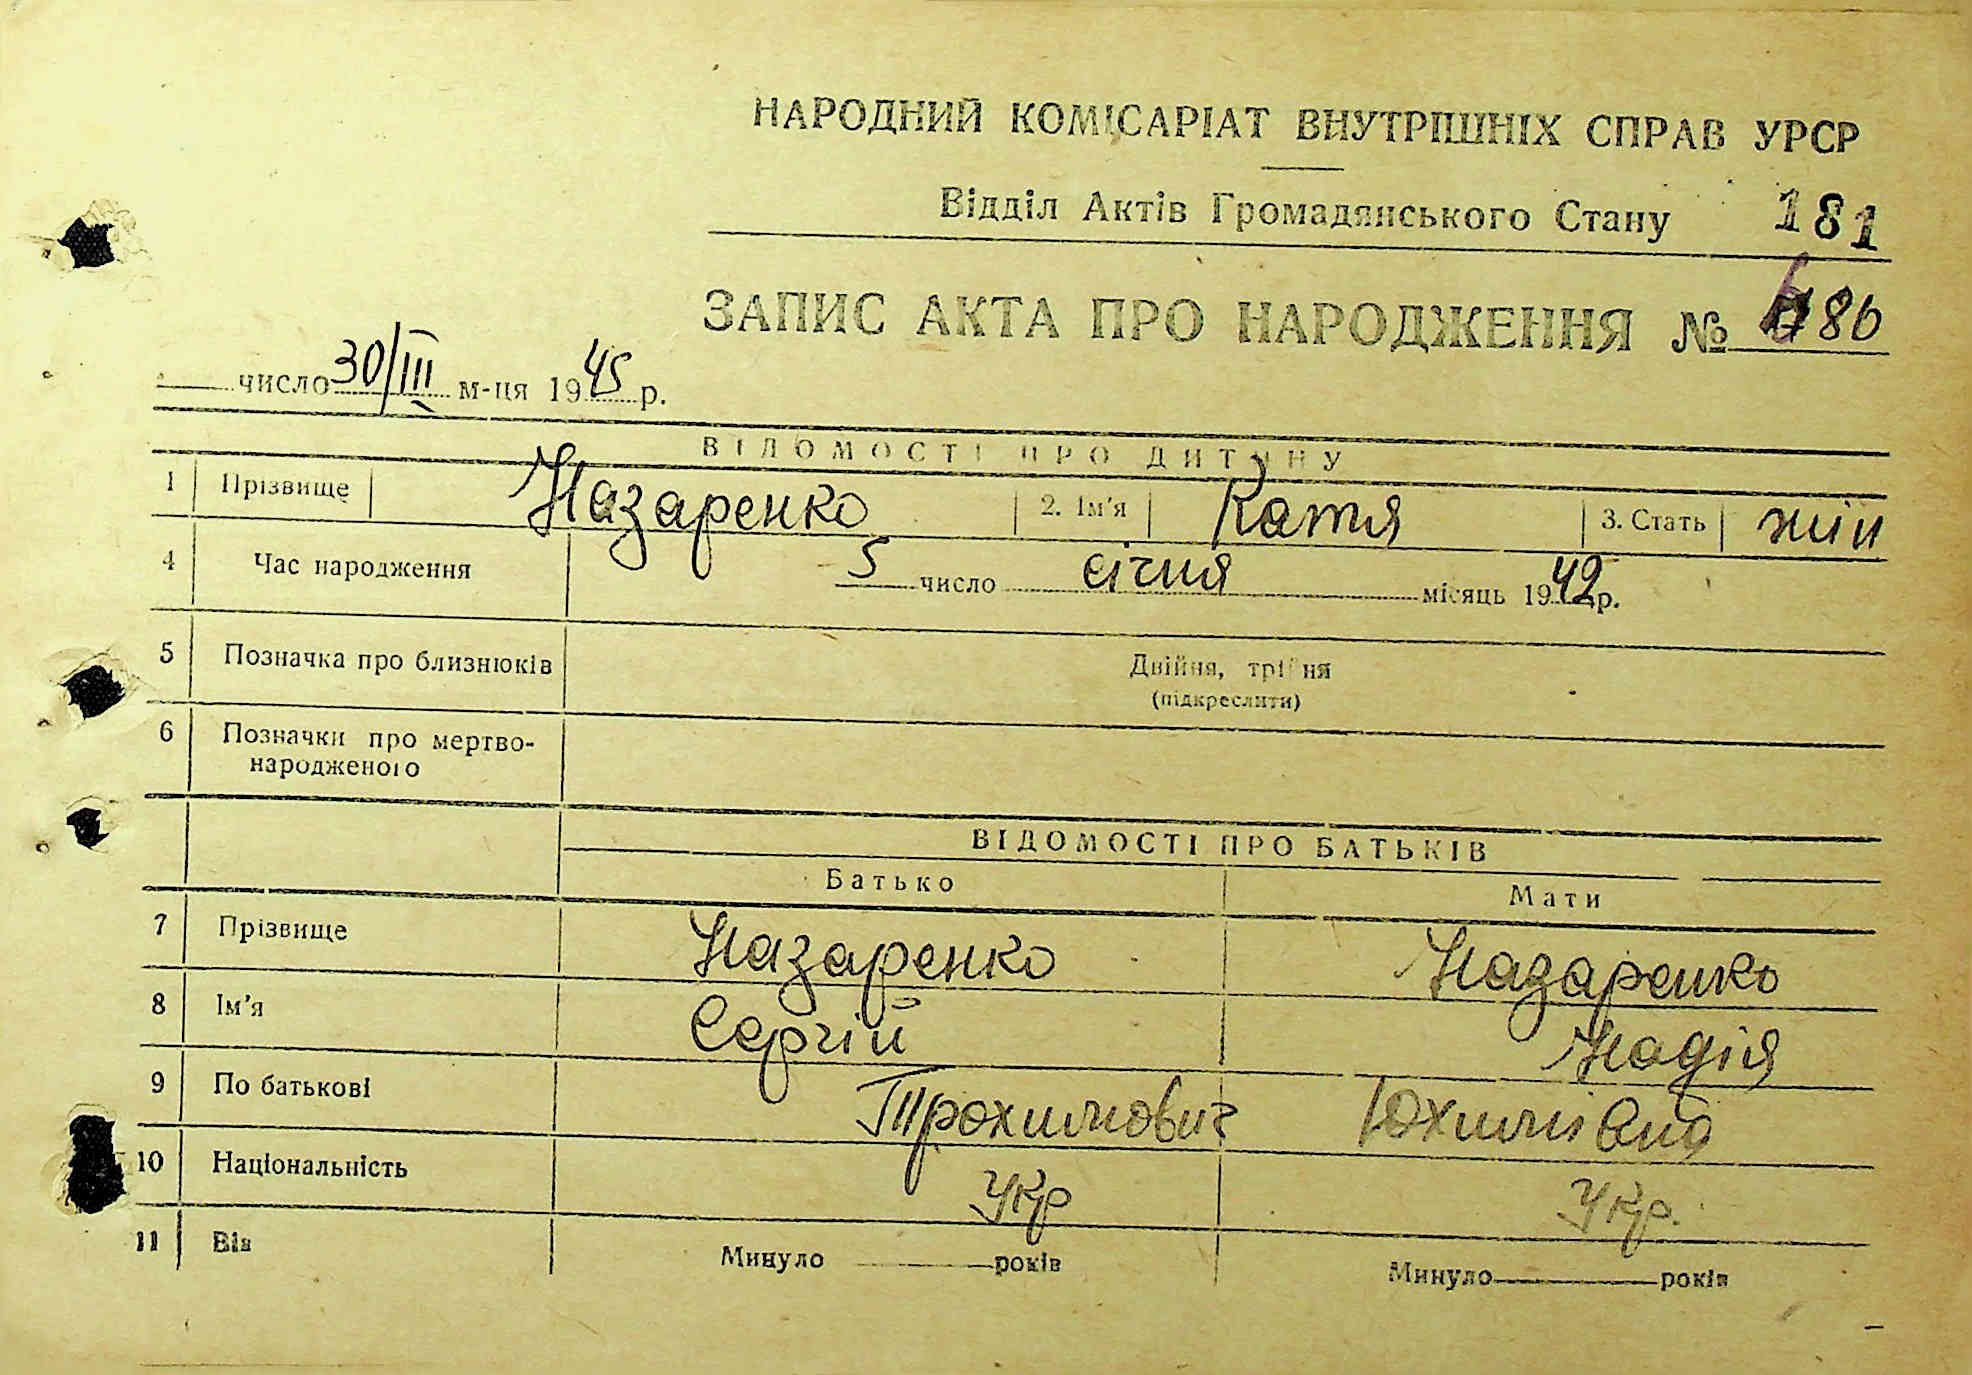 НАРОДНИЙ КОМІСАРІАТ ВНУТРІШНІХ СПРАВ УРСР
Відділ Актів Громадянського Стану 181
ЗАПИС АКТА ПРО НАРОДЖЕННЯ № 86
число 30/III м-ця 1945 р.
ВІДОМОСТІ ПРО ДИТИНУ
1 Прізвище Назаренко 2. Ім'я Катя 3. Стать жін
4 Час народження 5 число січня місяць 1942 р.
5 Позначка про близнюків Двійня, трійня
(підкреслити)
6 Позначки про мертво-
народженого
ВІДОМОСТІ ПРО БАТЬКІВ
Батько Мати
7 Прізвище Назаренко Назаренко
8 Ім'я Сергій Надія
9 По батькові Трохимович Юхимівна
10 Національність Укр Укр.
11 Вік Минуло років Минуло років